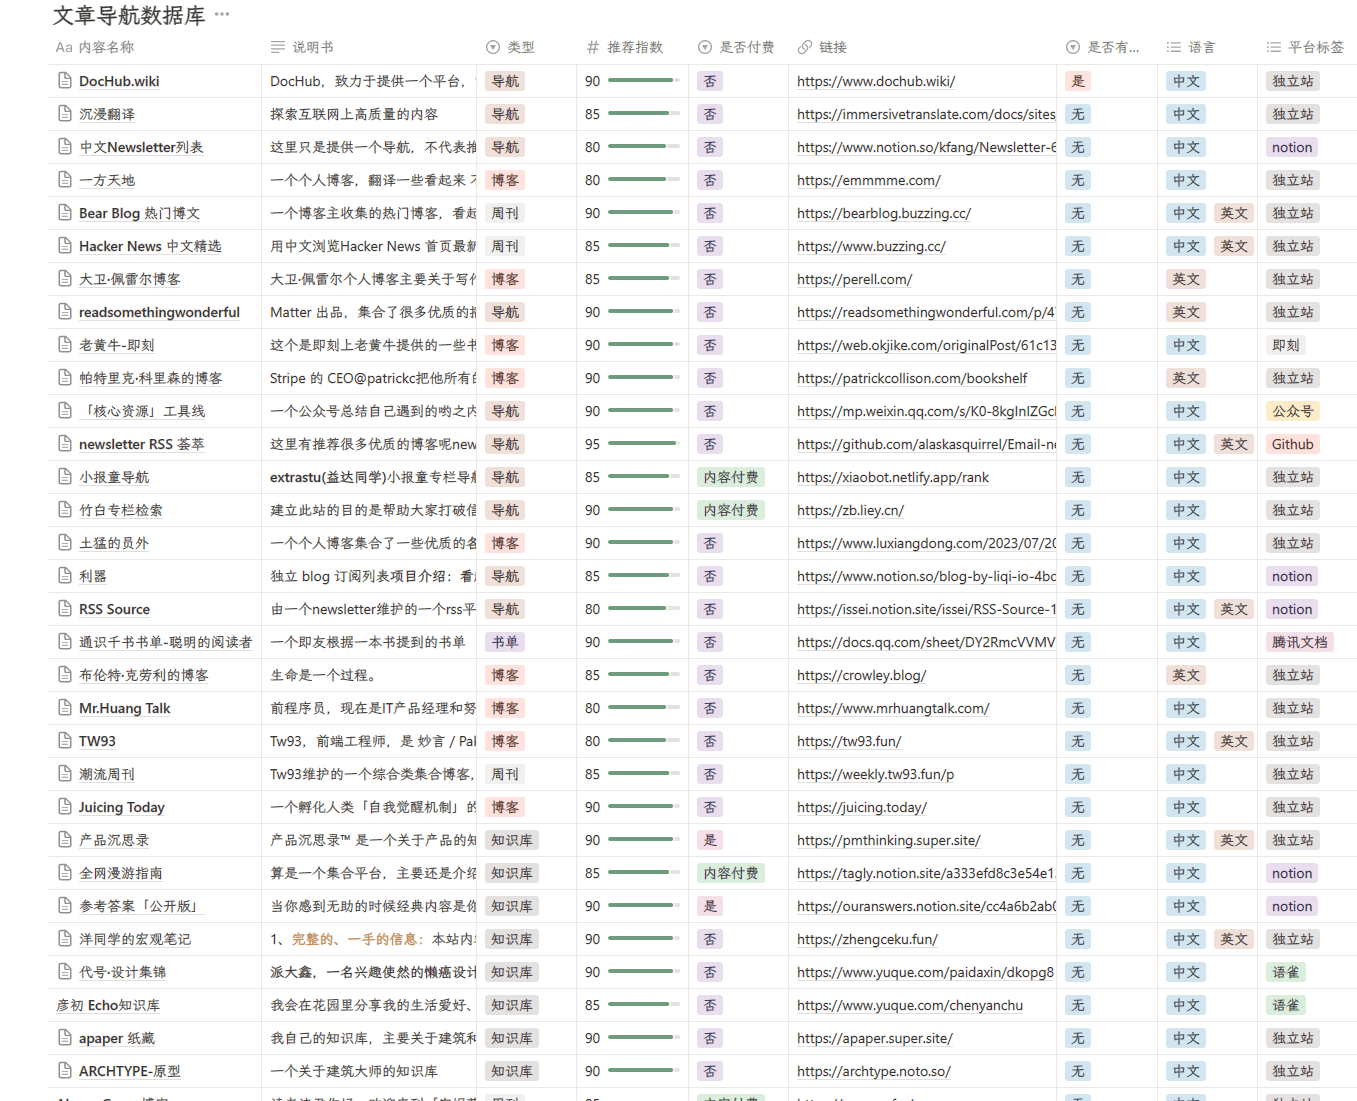 文章导航数据库 ···
Aa 内容名称 说明书 类型 # 推荐指数 是否付费 链接 是否有... 语言 平台标签
DocHub.wiki DocHub，致力于提供一个平台， 导航 90 否 https://www.dochub.wiki/ 是 中文 独立站
沉浸翻译 探索互联网上高质量的内容 导航 85 否 https://immersivetranslate.com/docs/sites, 无 中文 独立站
中文Newsletter列表 这里只是提供一个导航，不代表推 导航 80 否 https://www.notion.so/kfang/Newsletter-6 无 中文 notion
一方天地 一个个人博客，翻译一些看起来 不 博客 80 否 https://emmmme.com/ 无 中文 独立站
Bear Blog 热门博文 一个博客主收集的热门博客，看起 周刊 90 否 https://bearblog.buzzing.cc/ 无 中文 英文 独立站
Hacker News 中文精选 用中文浏览Hacker News 首页最新 周刊 85 否 https://www.buzzing.cc/ 无 中文 英文 独立站
大卫·佩雷尔博客 大卫·佩雷尔个人博客主要关于写作 博客 85 否 https://perell.com/ 无 英文 独立站
readsomethingwonderful Matter 出品，集合了很多优质的推 导航 90 否 https://readsomethingwonderful.com/p/47 无 英文 独立站
老黄牛-即刻 这个是即刻上老黄牛提供的一些书 博客 90 否 https://web.okjike.com/originalPost/61c13 无 中文 即刻
帕特里克·科里森的博客 Stripe 的 CEO@patrickc把他所有的 博客 90 否 https://patrickcollison.com/bookshelf 无 英文 独立站
「核心资源」工具线 一个公众号总结自己遇到的哟之内 导航 90 否 https://mp.weixin.qq.com/s/K0-8kgInIZGcl 无 中文 公众号
newsletter RSS 荟萃 这里有推荐很多优质的博客呢new 导航 95 否 https://github.com/alaskasquirrel/Email-ne 无 中文 英文 Github
小报童导航 extrastu(益达同学)小报童专栏导航 导航 85 内容付费 https://xiaobot.netlify.app/rank 无 中文 独立站
竹白专栏检索 建立此站的目的是帮助大家打破信 导航 90 内容付费 https://zb.liey.cn/ 无 中文 独立站
土猛的员外 一个个人博客集合了一些优质的各 博客 90 否 https://www.luxiangdong.com/2023/07/20 无 中文 独立站
利器 独立 blog 订阅列表项目介绍：看 导航 85 否 https://www.notion.so/blog-by-liqi-io-4bc 无 中文 notion
RSS Source 由一个newsletter维护的一个rss平 导航 80 否 https://issei.notion.site/issei/RSS-Source-1 无 中文 英文 notion
通识千书书单-聪明的阅读者 一个即友根据一本书提到的书单 书单 90 否 https://docs.qq.com/sheet/DY2RmcVVMV 无 中文 腾讯文档
布伦特·克劳利的博客 生命是一个过程。 博客 85 否 https://crowley.blog/ 无 英文 独立站
Mr.Huang Talk 前程序员，现在是IT产品经理和努 博客 80 否 https://www.mrhuangtalk.com/ 无 中文 独立站
TW93 Tw93，前端工程师，是 妙言 / Pak 博客 80 否 https://tw93.fun/ 无 中文 英文 独立站
潮流周刊 Tw93维护的一个综合类集合博客， 周刊 85 否 https://weekly.tw93.fun/p 无 中文 独立站
Juicing Today 一个孵化人类「自我觉醒机制」的 博客 90 否 https://juicing.today/ 无 中文 独立站
产品沉思录 产品沉思录™ 是一个关于产品的知 知识库 90 是 https://pmthinking.super.site/ 无 中文 英文 独立站
全网漫游指南 算是一个集合平台，主要还是介绍 知识库 85 内容付费 https://tagly.notion.site/a333efd8c3e54e1 无 中文 notion
参考答案「公开版」 当你感到无助的时候经典内容是你 知识库 90 是 https://ouranswers.notion.site/cc4a6b2ab0 无 中文 notion
洋同学的宏观笔记 1、完整的、一手的信息：本站内容 知识库 90 否 https://zhengceku.fun/ 无 中文 英文 独立站
代号·设计集锦 派大鑫，一名兴趣使然的懒癌设计 知识库 90 否 https://www.yuque.com/paidaxin/dkopg8 无 中文 语雀
彦初 Echo知识库 我会在花园里分享我的生活爱好、 知识库 85 否 https://www.yuque.com/chenyanchu 无 中文 语雀
apaper 纸藏 我自己的知识库，主要关于建筑和 知识库 90 否 https://apaper.super.site/ 无 中文 独立站
ARCHTYPE-原型 一个关于建筑大师的知识库 知识库 90 否 https://archtype.noto.so/ 无 中文 独立站